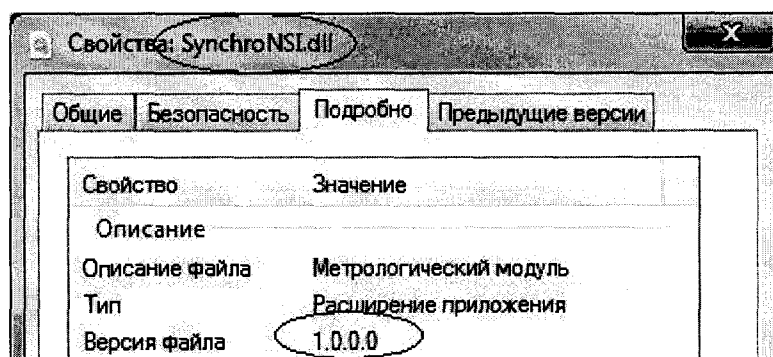 Свойства: SynchroNSI.dll
Общие Безопасность Подробно Предыдущие версии
Свойство Значение
Описание
Описание файла Метрологический модуль
Тип Расширение приложения
Версия файла 1.0.0.0